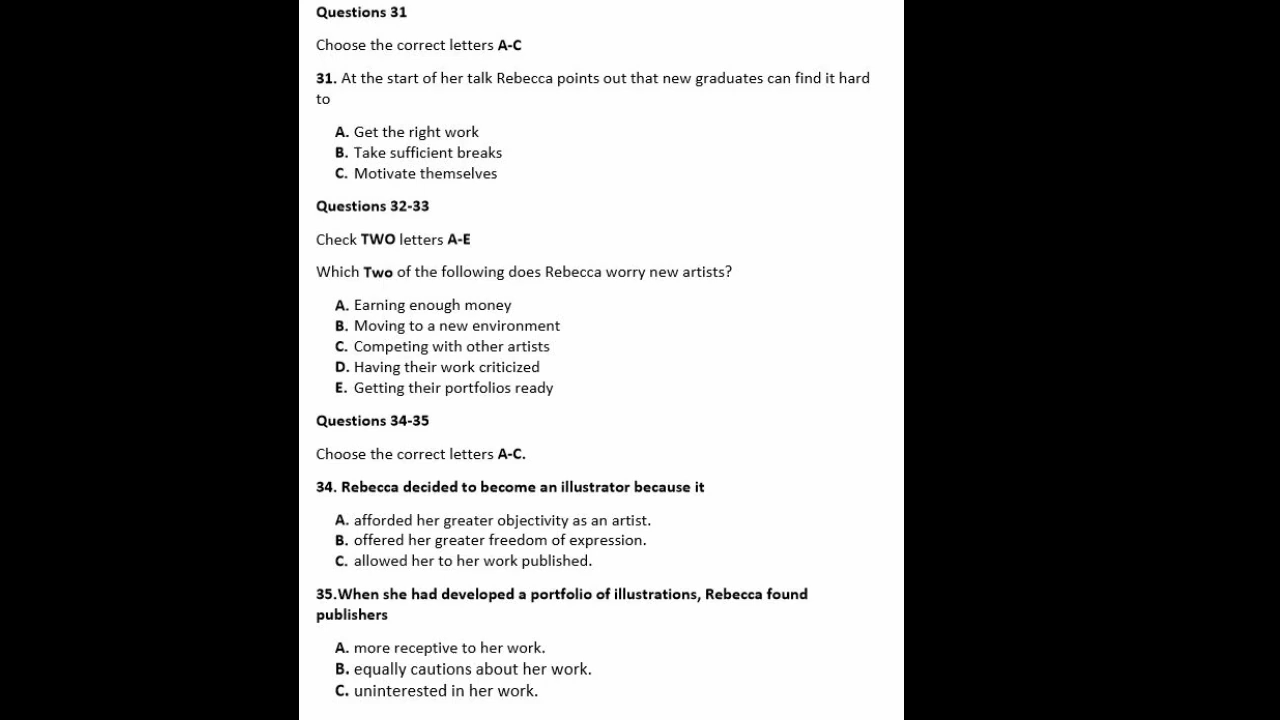 Questions 31
Choose the correct letters A-C
31. At the start of her talk Rebecca points out that new graduates can find it hard
to
A. Get the right work
B. Take sufficient breaks
C. Motivate themselves
Questions 32-33
Check TWO letters A-E
Which Two of the following does Rebecca worry new artists?
A. Earning enough money
B. Moving to a new environment
C. Competing with other artists
D. Having their work criticized
E. Getting their portfolios ready
Questions 34-35
Choose the correct letters A-C.
34. Rebecca decided to become an illustrator because it
A. afforded her greater objectivity as an artist.
B. offered her greater freedom of expression.
C. allowed her to her work published.
35.When she had developed a portfolio of illustrations, Rebecca found
publishers
A. more receptive to her work.
B. equally cautions about her work.
C. uninterested in her work.